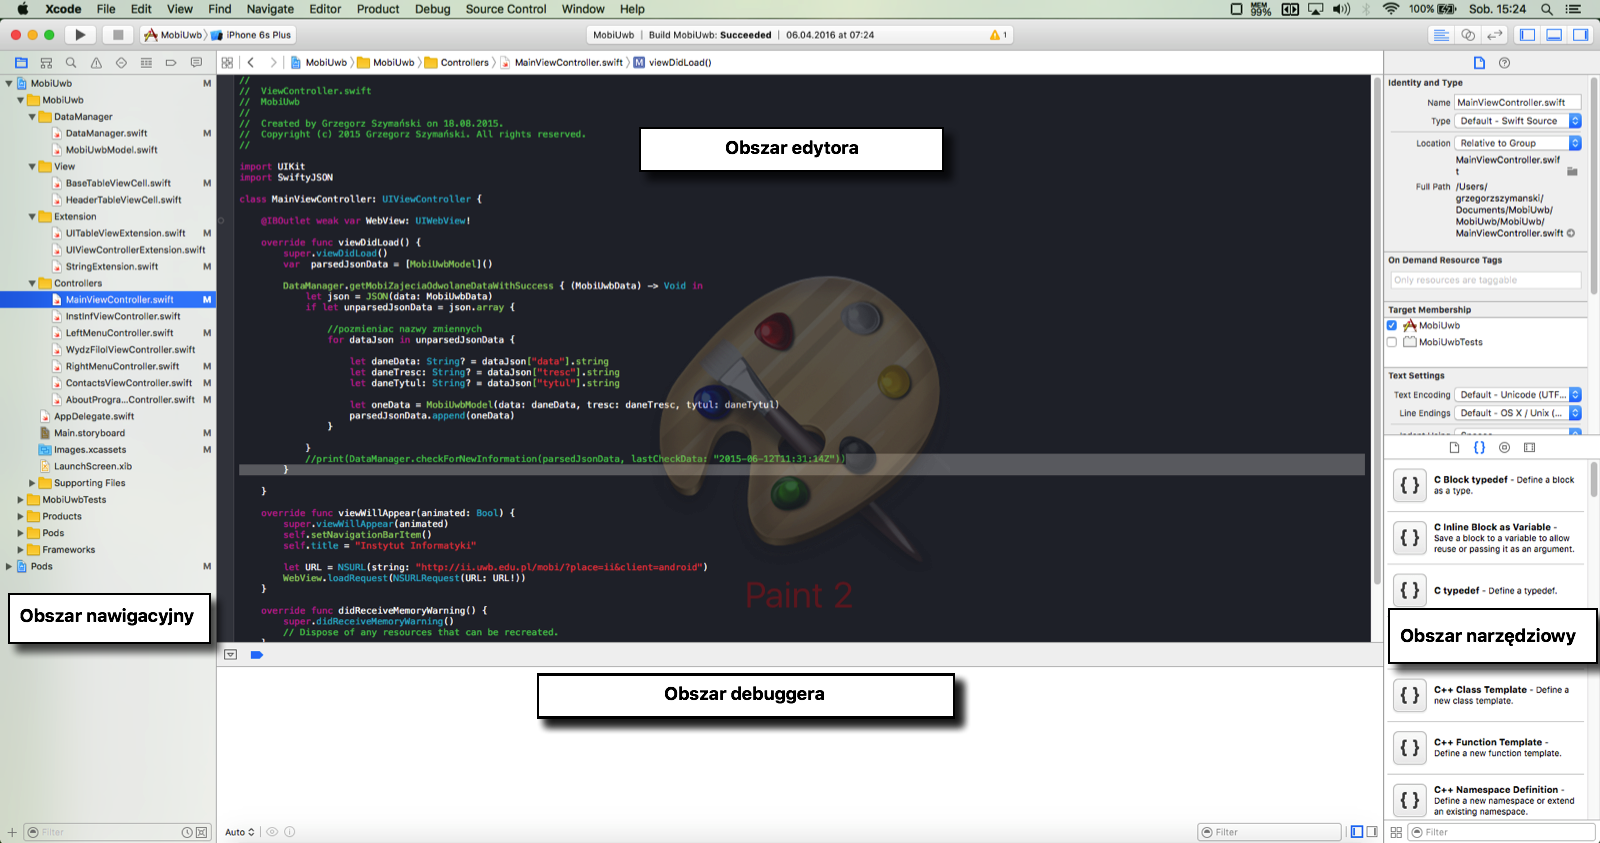 Xcode File Edit View Find Navigate Editor Product Debug Source Control Window Help
MEM 99% 100% Sob. 15:24
MobiUwb iPhone 6s Plus
MobiUwb | Build MobiUwb: Succeeded | 06.04.2016 at 07:24 1
MobiUwb MobiUwb Controllers MainViewController.swift M viewDidLoad()
MobiUwb M
MobiUwb
DataManager
DataManager.swift M
MobiUwbModel.swift
View
BaseTableViewCell.swift M
HeaderTableViewCell.swift
Extension
UITableViewExtension.swift M
UIViewControllerExtension.swift
StringExtension.swift M
Controllers
MainViewController.swift M
InstInfViewController.swift
LeftMenuController.swift M
WydzFilolViewController.swift
RightMenuController.swift M
ContactsViewController.swift M
AboutProgra...Controller.swift M
AppDelegate.swift
Main.storyboard M
Images.xcassets M
LaunchScreen.xib
Supporting Files
MobiUwbTests
Products
Pods
Frameworks
Pods M
Obszar nawigacyjny
Filter
//
// ViewController.swift
// MobiUwb
//
// Created by Grzegorz Szymański on 18.08.2015.
// Copyright (c) 2015 Grzegorz Szymański. All rights reserved.
//
import UIKit
import SwiftyJSON
class MainViewController: UIViewController {
@IBOutlet weak var WebView: UIWebView!
override func viewDidLoad() {
super.viewDidLoad()
var parsedJsonData = [MobiUwbModel]()
DataManager.getMobiZajeciaOdwolaneDataWithSuccess { (MobiUwbData) -> Void in
let json = JSON(data: MobiUwbData)
if let unparsedJsonData = json.array {
//pozmieniac nazwy zmiennych
for dataJson in unparsedJsonData {
let daneData: String? = dataJson["data"].string
let daneTresc: String? = dataJson["tresc"].string
let daneTytul: String? = dataJson["tytul"].string
let oneData = MobiUwbModel(data: daneData, tresc: daneTresc, tytul: daneTytul)
parsedJsonData.append(oneData)
}
}
//print(DataManager.checkForNewInformation(parsedJsonData, lastCheckData: "2015-06-12T11:31:14Z"))
}
}
override func viewWillAppear(animated: Bool) {
super.viewWillAppear(animated)
self.setNavigationBarItem()
self.title = "Instytut Informatyki"
let URL = NSURL(string: "http://ii.uwb.edu.pl/mobi/?place=ii&client=android")
WebView.loadRequest(NSURLRequest(URL: URL!))
}
override func didReceiveMemoryWarning() {
super.didReceiveMemoryWarning()
// Dispose of any resources that can be recreated.
Obszar edytora
Paint 2
Obszar debuggera
Auto
Filter
Identity and Type
Name MainViewController.swift
Type Default - Swift Source
Location Relative to Group
MainViewController.swif
t
Full Path /Users/
grzegorzszymanski/
Documents/MobiUwb/
MobiUwb/MobiUwb/
MainViewController.swift
On Demand Resource Tags
Only resources are taggable
Target Membership
MobiUwb
MobiUwbTests
Text Settings
Text Encoding Default - Unicode (UTF...
Line Endings Default - OS X / Unix (...
{ } C Block typedef - Define a block
as a type.
{ } C Inline Block as Variable -
Save a block to a variable to allow
reuse or passing it as an argument.
{ } C typedef - Define a typedef.
Obszar narzędziowy
{ } C++ Class Template - Define a
new class template.
{ } C++ Function Template -
Define a new function template.
{ } C++ Namespace Definition -
Define a new namespace or extend
an existing namespace.
Filter